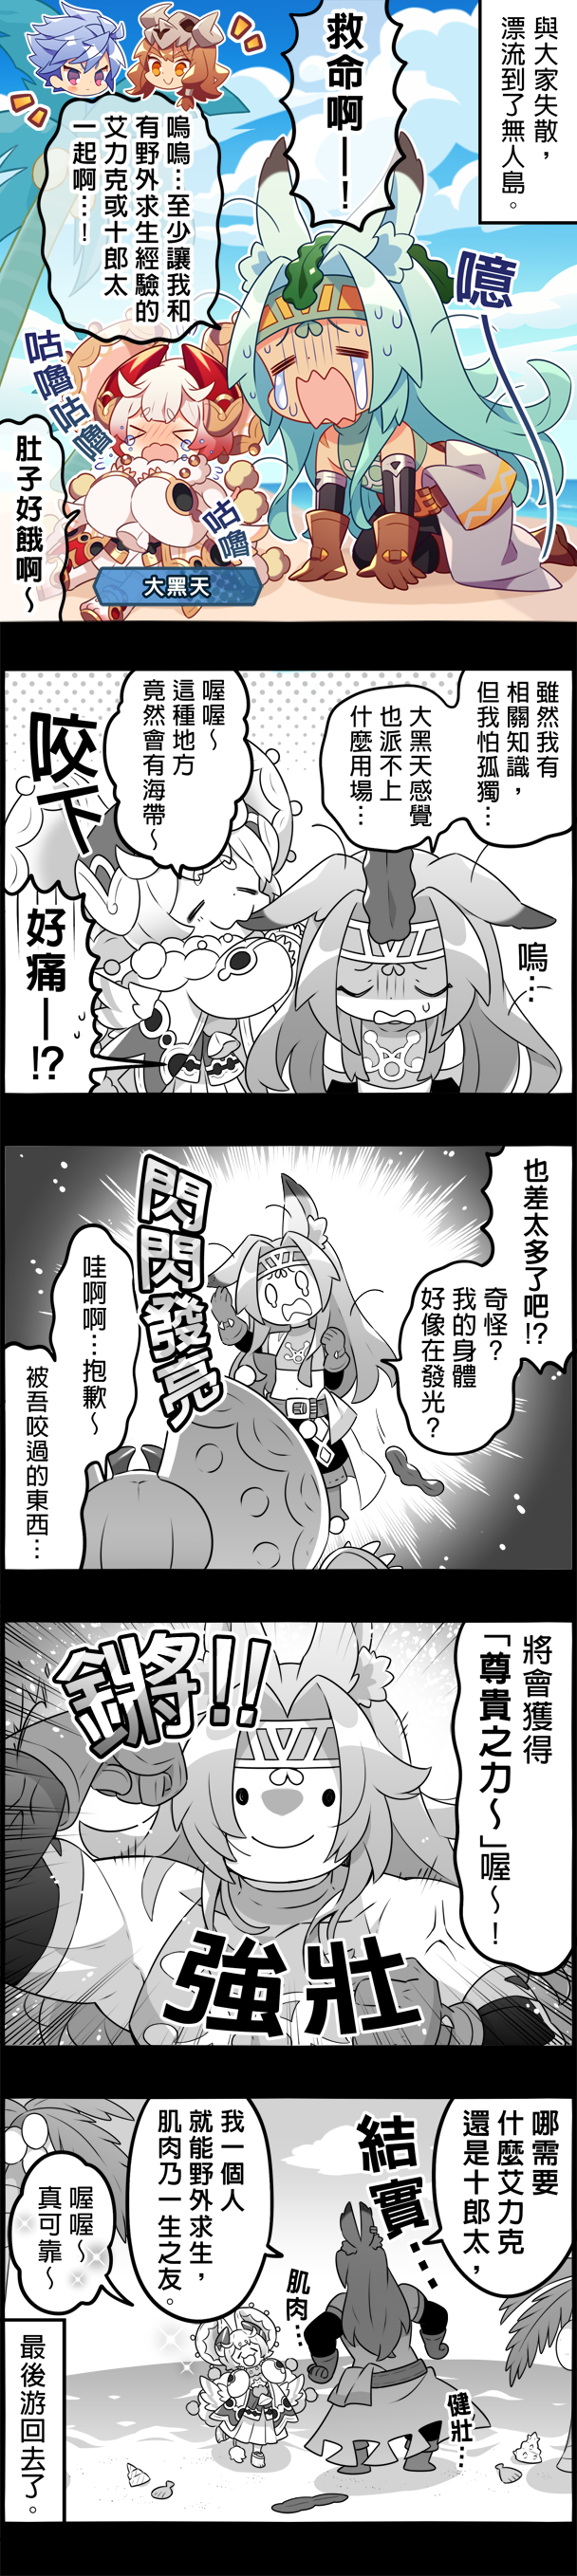 與大家失散，
漂流到了無人島。
救命啊——！
嗚嗚…至少讓我和
有野外求生經驗的
艾力克或十郎太
一起啊…！
噫
咕嚕咕嚕
咕嚕
肚子好餓啊～
大黑天
雖然我有
相關知識，
但我怕孤獨…
大黑天感覺
也派不上
什麼用場…
喔喔～
這種地方
竟然會有海帶～
咬下
嗚…
好痛——!?
也差太多了吧!?
奇怪？
我的身體
好像在發光？
閃閃發亮
哇啊啊…抱歉～
被吾咬過的東西…
將會獲得
「尊貴之力～」喔～！
鏘!!
強壯
哪需要
什麼艾力克
還是十郎太，
結實…
我一個人
就能野外求生，
肌肉乃一生之友。
肌肉…
健壯…
喔喔～
真可靠～
最後游回去了。